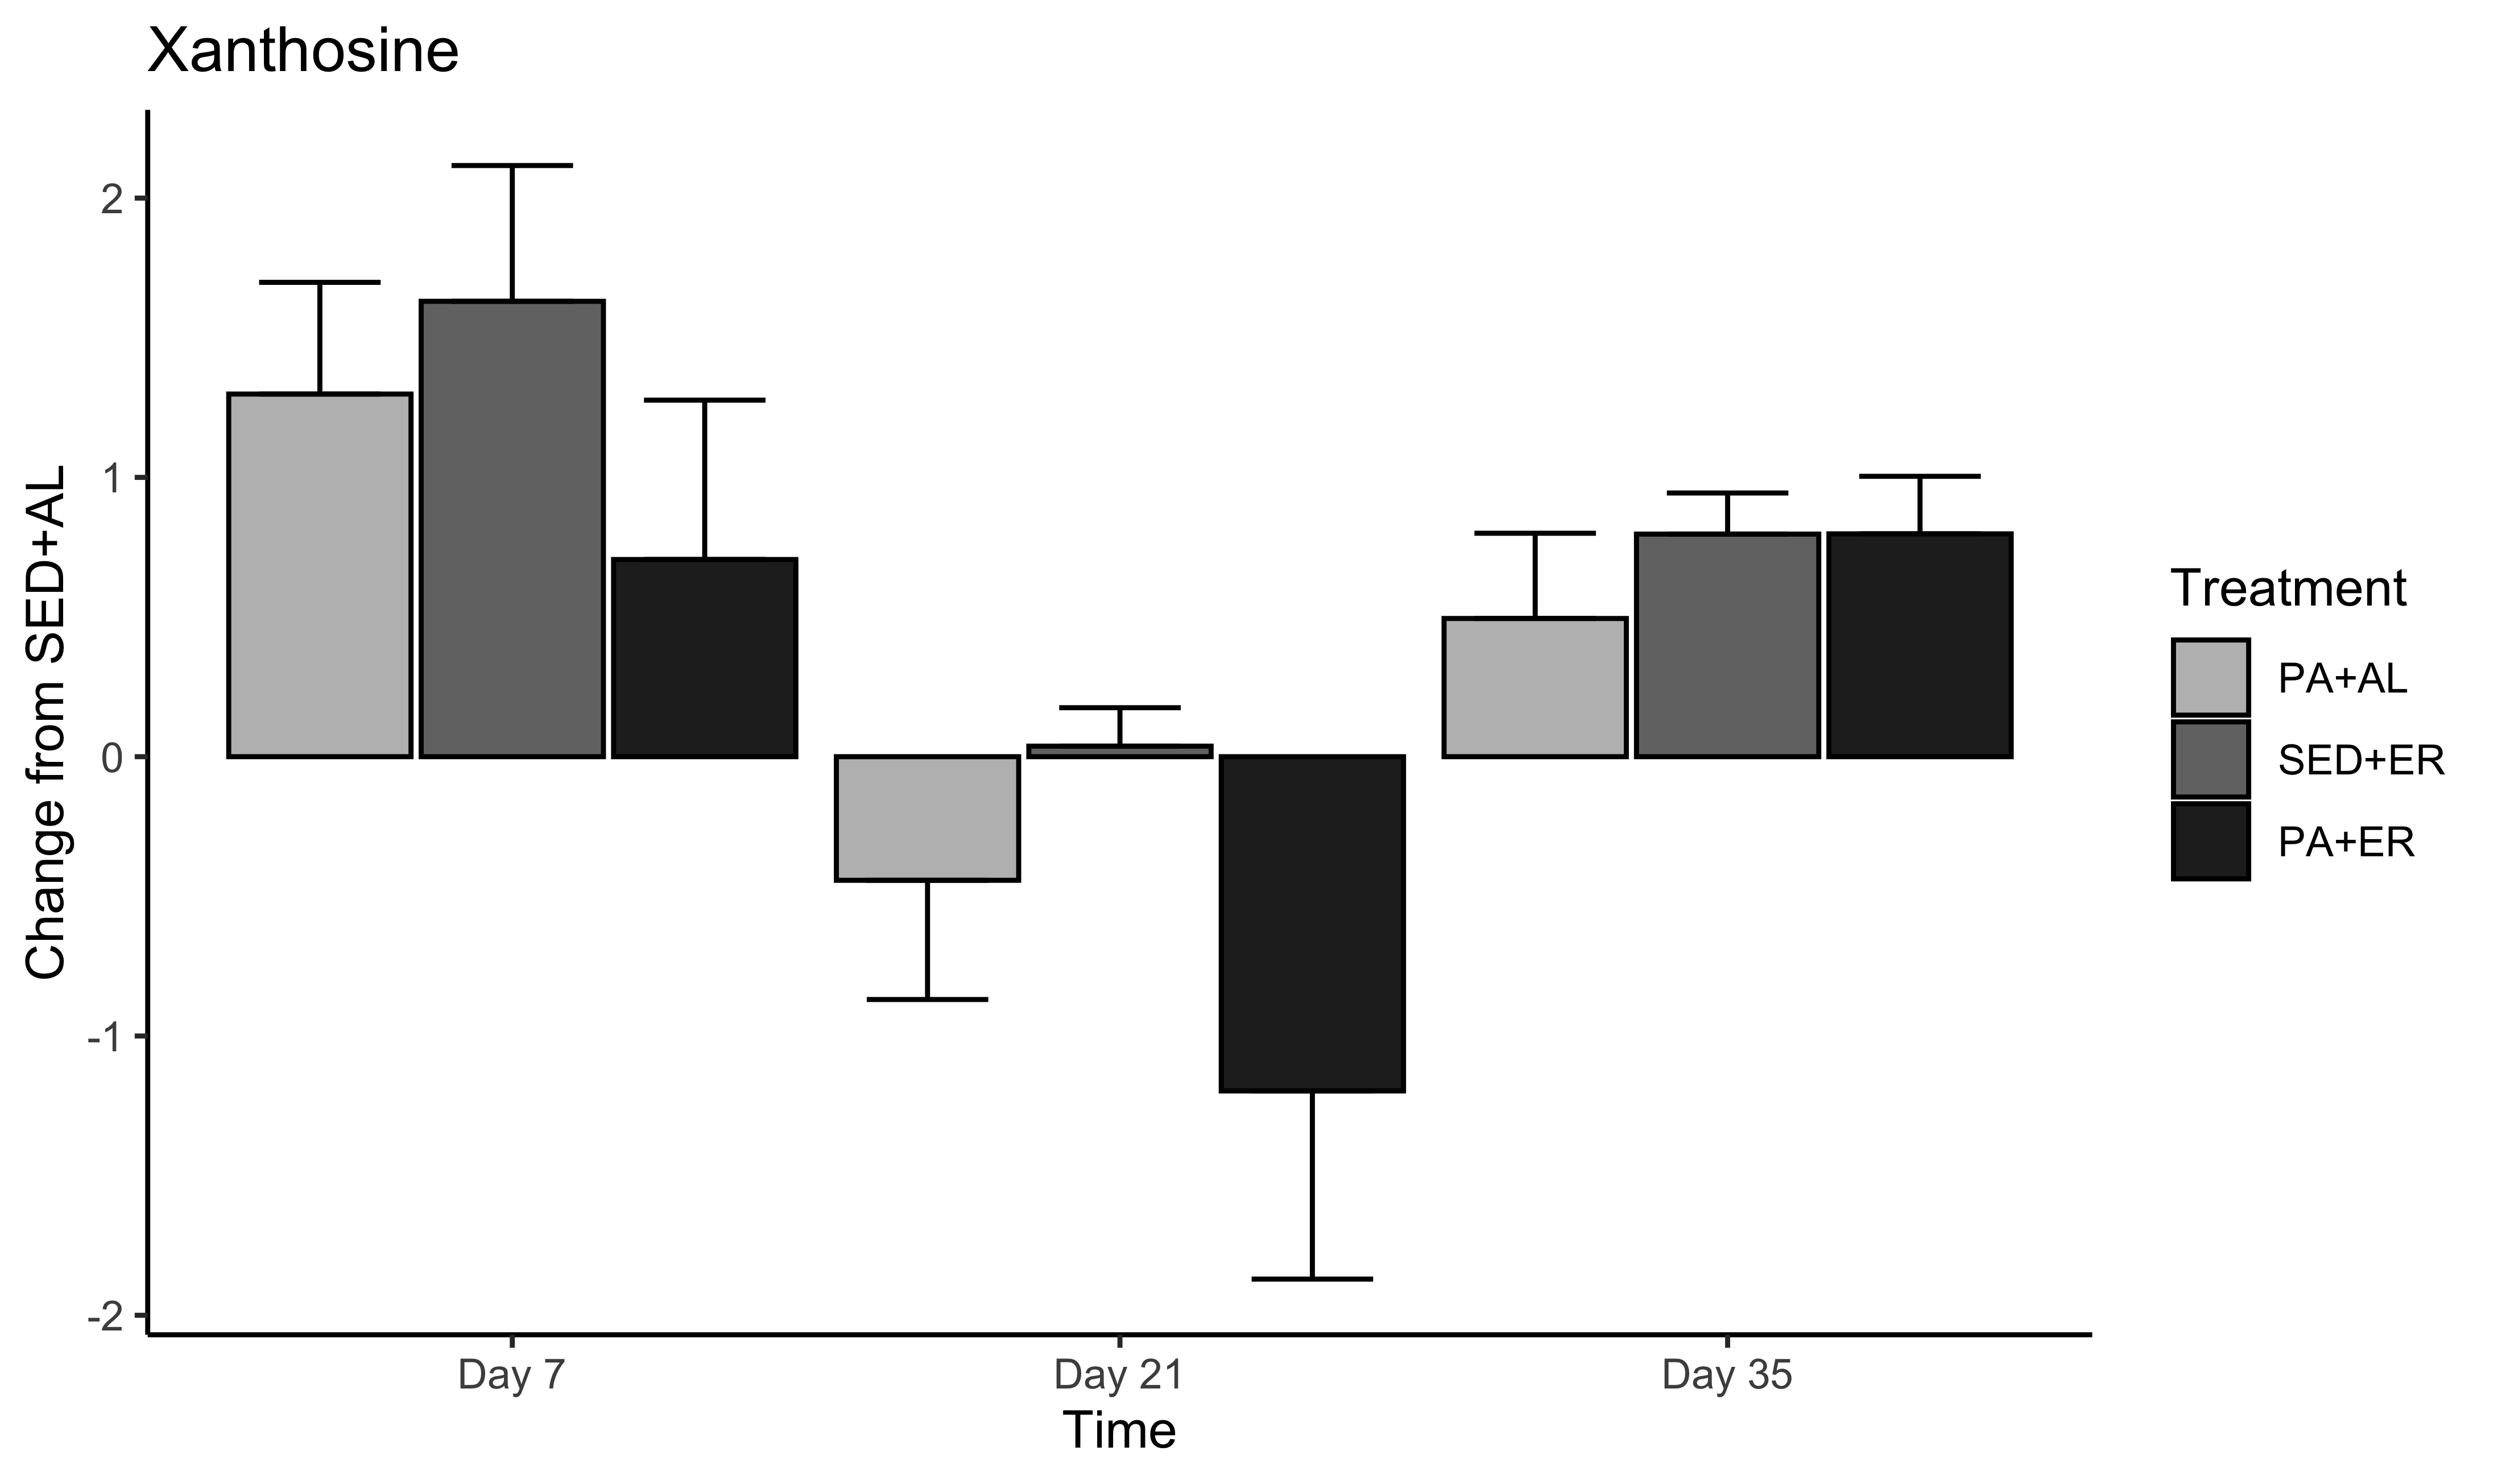 Xanthosine
Change from SED+AL
2
1
0
-1
-2
Day 7
Day 21
Day 35
Time
Treatment
PA+AL
SED+ER
PA+ER